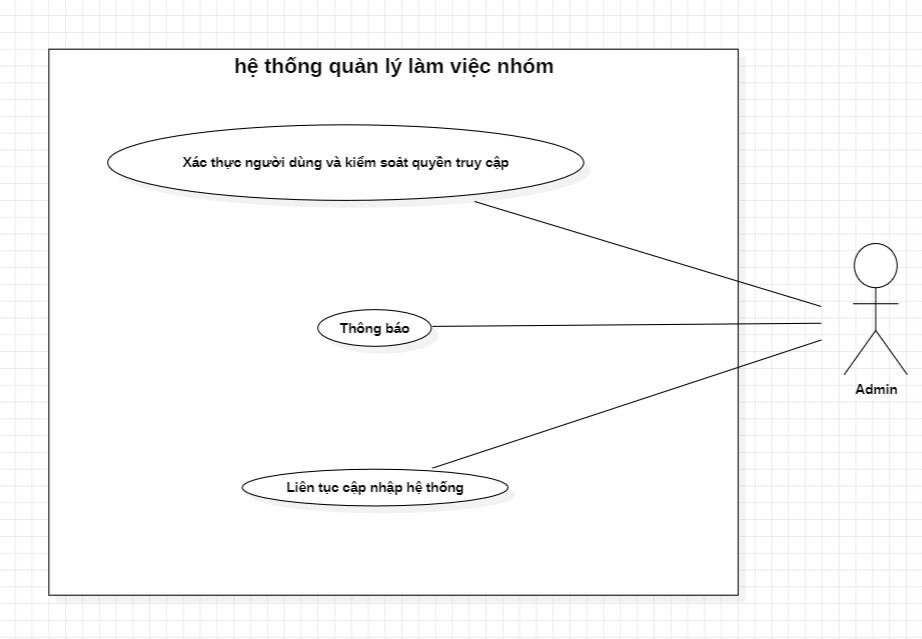 hệ thống quản lý làm việc nhóm
Xác thực người dùng và kiểm soát quyền truy cập
Thông báo
Liên tục cập nhập hệ thống
Admin